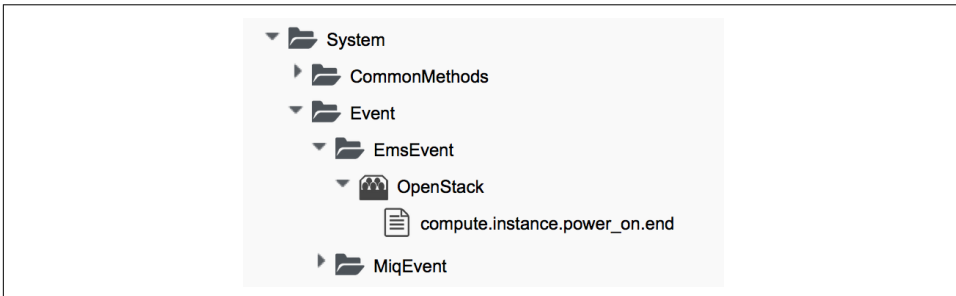 System
CommonMethods
Event
EmsEvent
OpenStack
compute.instance.power_on.end
MiqEvent